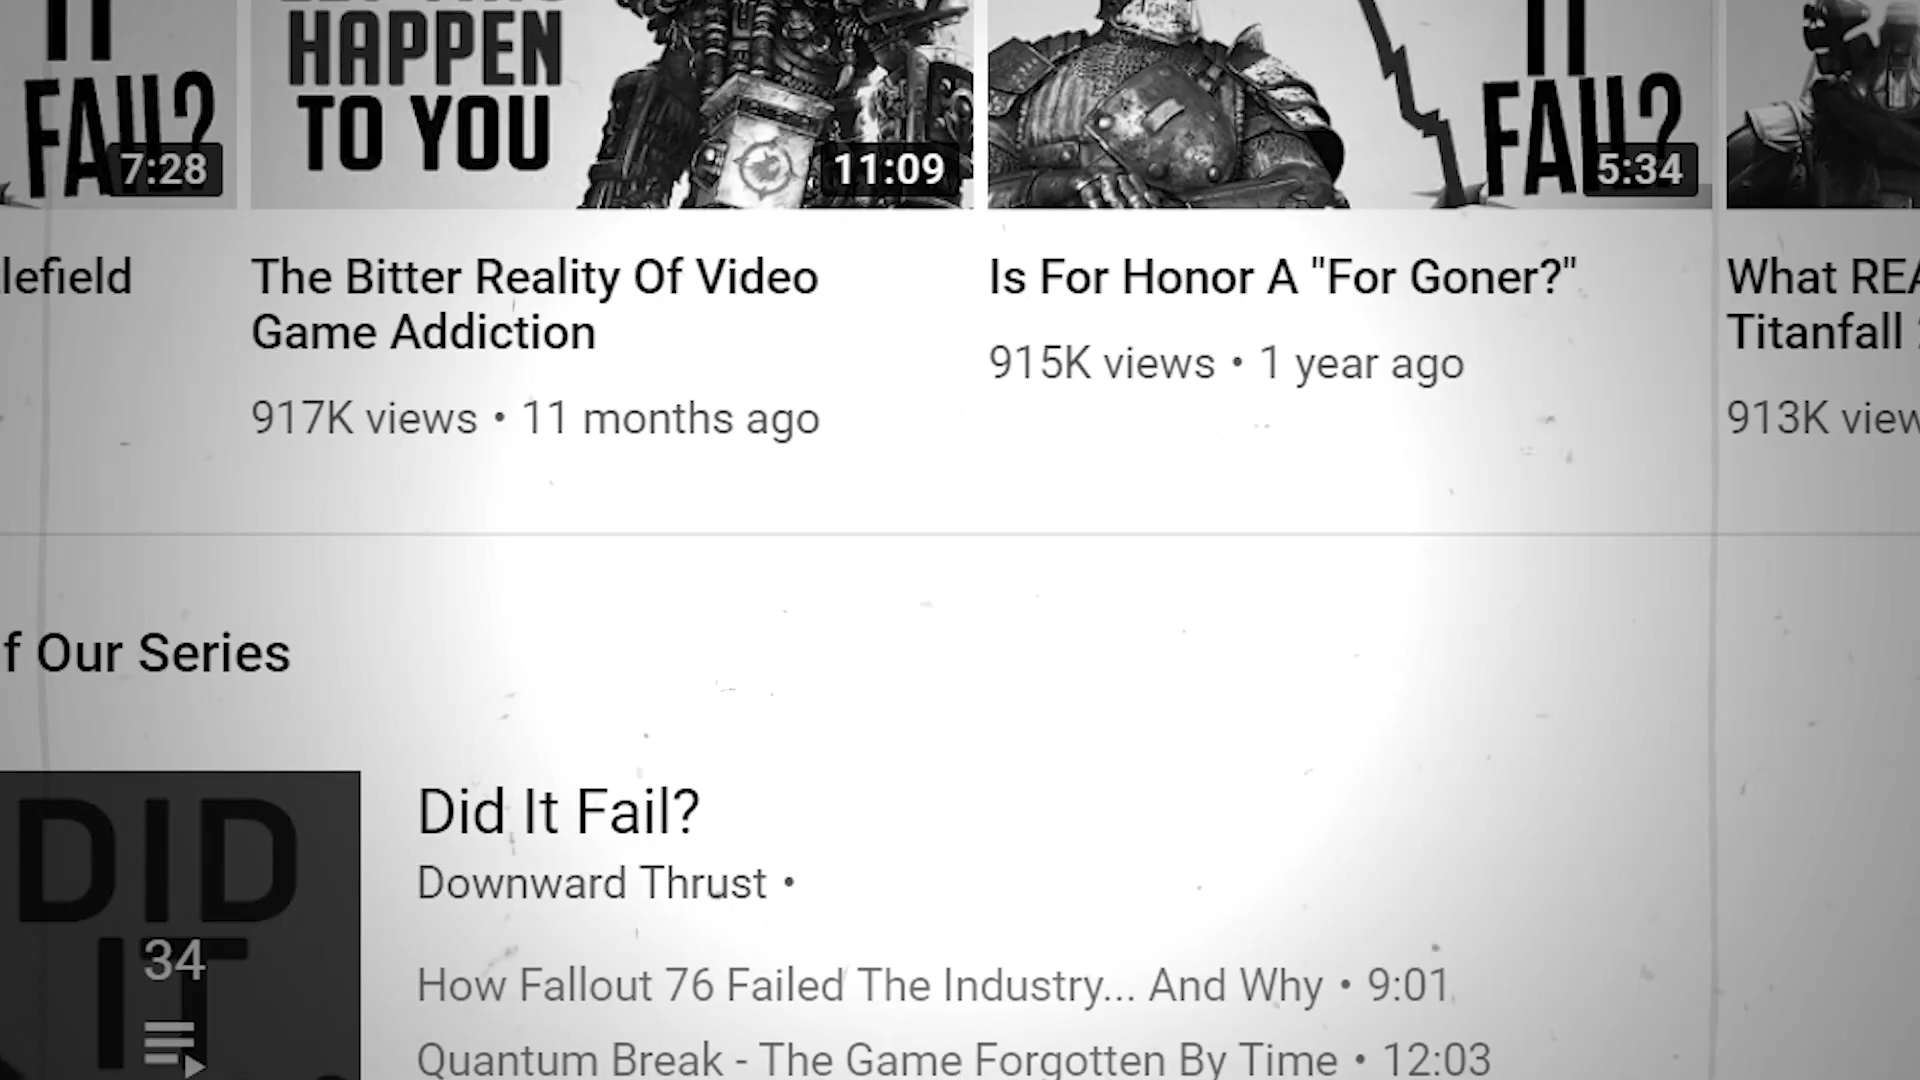 IT
FAIL?
7:28
HAPPEN
TO YOU
11:09
IT
FAIL?
5:34
lefield
The Bitter Reality Of Video
Game Addiction
917K views • 11 months ago
Is For Honor A "For Goner?"
915K views • 1 year ago
What REA
Titanfall
913K view
f Our Series
DID
IT
34
Did It Fail?
Downward Thrust •
How Fallout 76 Failed The Industry... And Why • 9:01
Quantum Break - The Game Forgotten By Time • 12:03